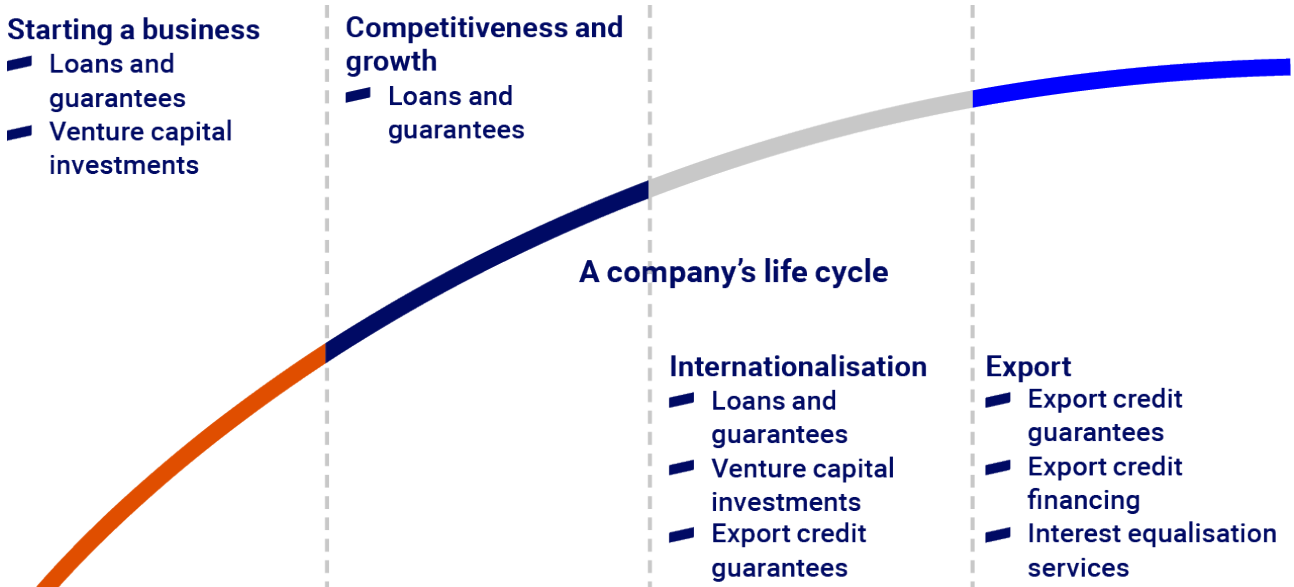 Starting a business
Loans and
guarantees
Venture capital
investments
Competitiveness and
growth
Loans and
guarantees
A company’s life cycle
Internationalisation
Loans and
guarantees
Venture capital
investments
Export credit
guarantees
Export
Export credit
guarantees
Export credit
financing
Interest equalisation
services